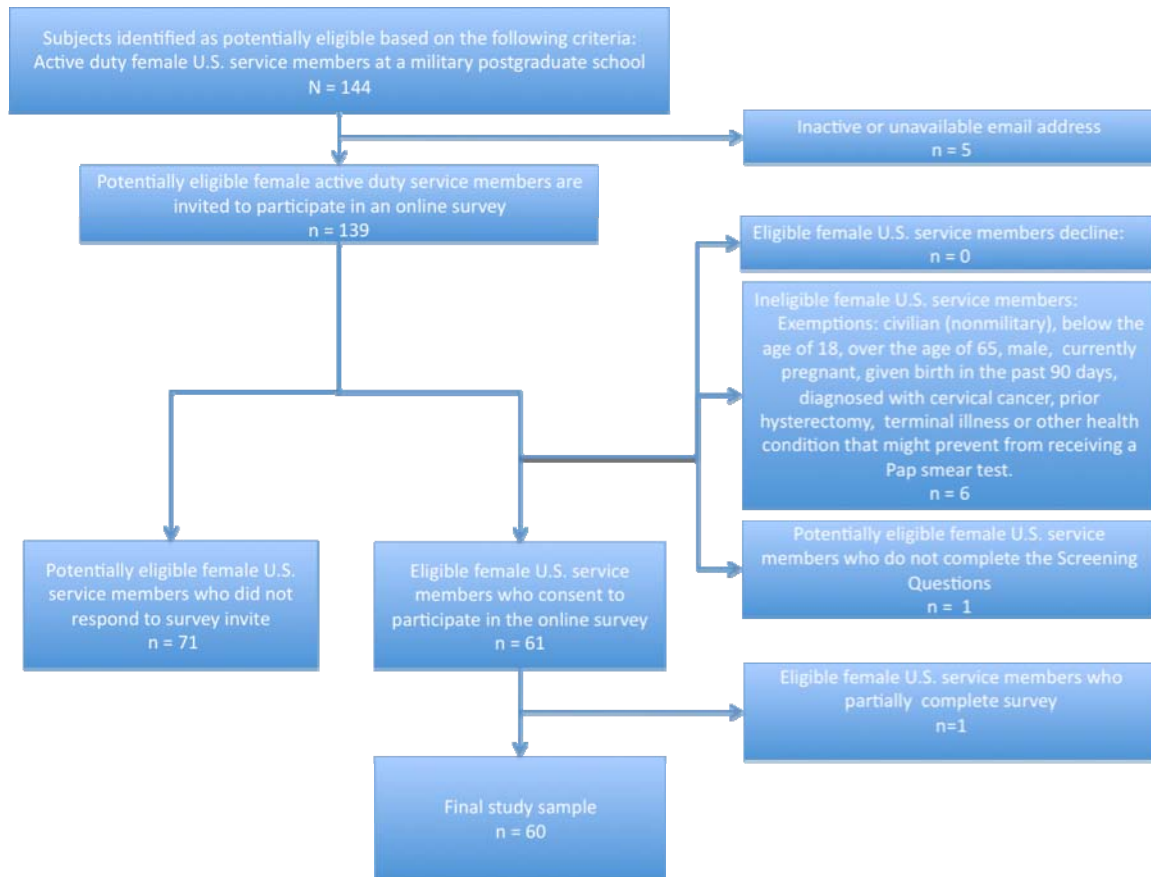 Subjects identified as potentially eligible based on the following criteria:
Active duty female U.S. service members at a military postgraduate school
N = 144
Inactive or unavailable email address
n = 5
Potentially eligible female active duty service members are
invited to participate in an online survey
n = 139
Eligible female U.S. service members decline:
n = 0
Ineligible female U.S. service members:
Exemptions: civilian (nonmilitary), below the
age of 18, over the age of 65, male, currently
pregnant, given birth in the past 90 days,
diagnosed with cervical cancer, prior
hysterectomy, terminal illness or other health
condition that might prevent from receiving a
Pap smear test.
n = 6
Potentially eligible female U.S. service
members who do not complete the Screening
Questions
n = 1
Potentially eligible female U.S.
service members who did not
respond to survey invite
n = 71
Eligible female U.S. service
members who consent to
participate in the online survey
n = 61
Eligible female U.S. service members who
partially complete survey
n=1
Final study sample
n = 60